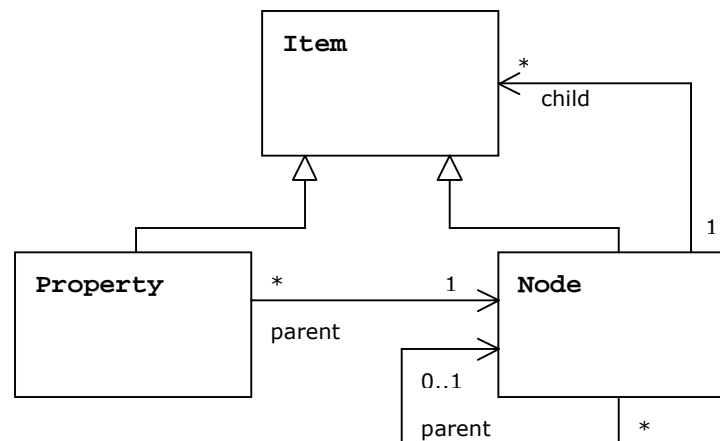 Item
*
child
1
Property
*
1
Node
parent
0..1
parent
*